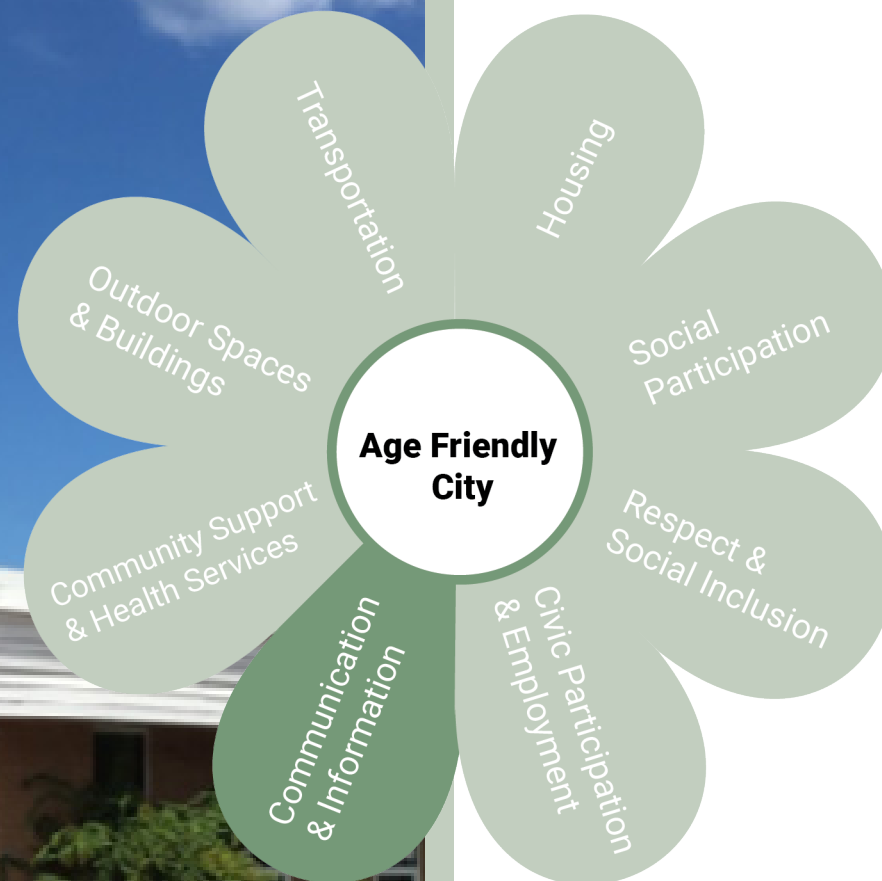 Transportation
Housing
Outdoor Spaces
& Buildings
Social
Participation
Age Friendly
City
Community Support
& Health Services
Respect &
Social Inclusion
Communication
& Information
Civic Participation
& Employment